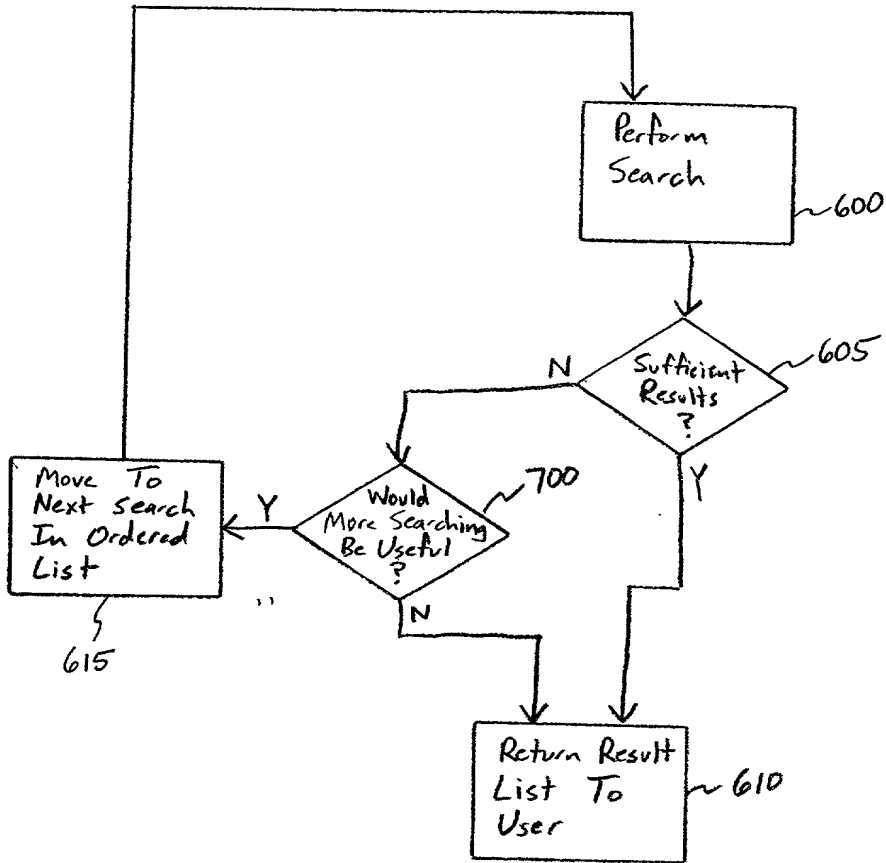 Perform
Search
600
Sufficient
Results
?
605
N
Y
Would
More Searching
Be Useful
?
700
Y
N
Move To
Next Search
In Ordered
List
615
Return Result
List To
User
610